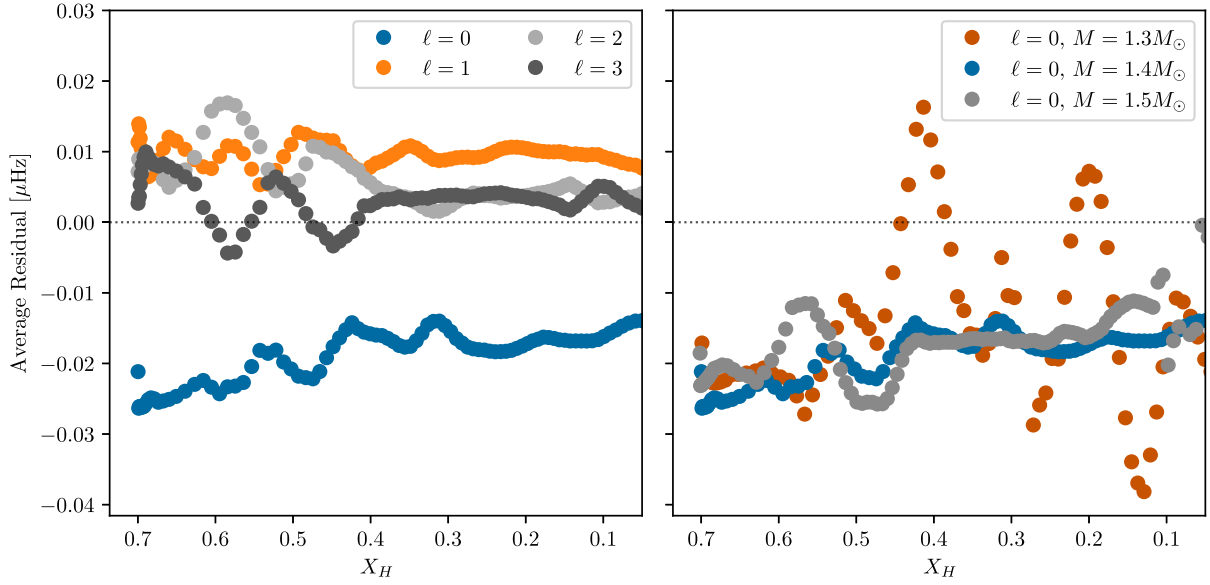 0.03
0.02
0.01
0.00
−0.01
−0.02
−0.03
−0.04
Average Residual [μHz]
ℓ = 0 ℓ = 2
ℓ = 1 ℓ = 3
0.7 0.6 0.5 0.4 0.3 0.2 0.1
X_H
ℓ = 0, M = 1.3M_⊙
ℓ = 0, M = 1.4M_⊙
ℓ = 0, M = 1.5M_⊙
0.7 0.6 0.5 0.4 0.3 0.2 0.1
X_H